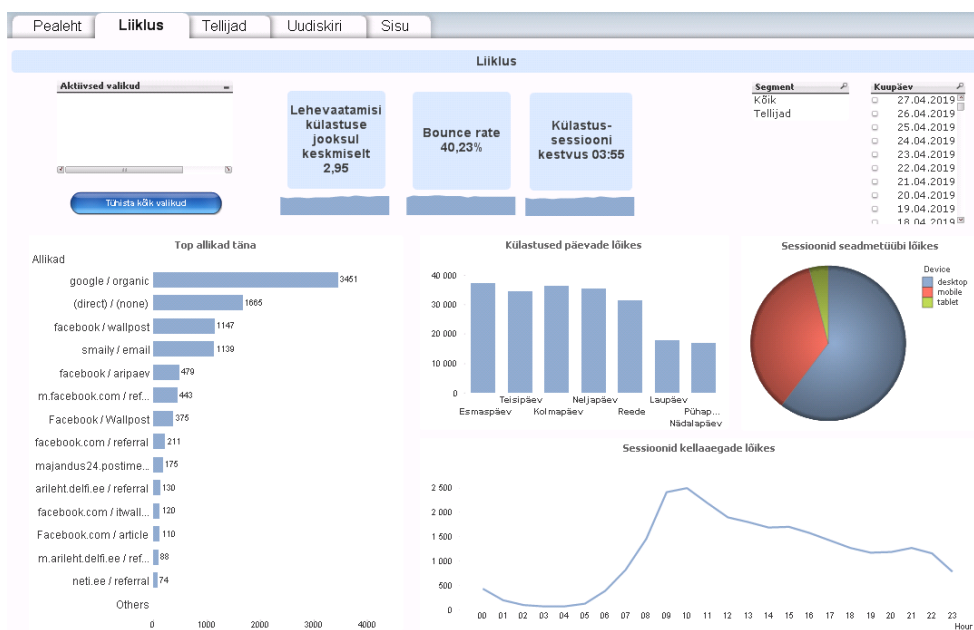 Pealeht
Liiklus
Tellijad
Uudiskiri
Sisu
Liiklus
Aktiivsed valikud
Tühista kõik valikud
Lehevaatamisi
külastuse
jooksul
keskmiselt
2,95
Bounce rate
40,23%
Külastus-
sessiooni
kestvus 03:55
Segment
Kõik
Tellijad
Kuupäev
27.04.2019
26.04.2019
25.04.2019
24.04.2019
23.04.2019
22.04.2019
21.04.2019
20.04.2019
19.04.2019
18.04.2019
Top allikad täna
Allikad
google / organic 3451
(direct) / (none) 1665
facebook / wallpost 1147
smaily / email 1139
facebook / aripaev 479
m.facebook.com / ref... 443
Facebook / Wallpost 375
facebook.com / referral 211
majandus24.postime... 175
arileht.delfi.ee / referral 130
facebook.com / itwall... 120
Facebook.com / article 110
m.arileht.delfi.ee / ref... 88
neti.ee / referral 74
Others
0 1000 2000 3000 4000
Külastused päevade lõikes
40 000
30 000
20 000
10 000
0
Teisipäev Neljapäev Laupäev
Esmaspäev Kolmapäev Reede Pühap...
Nädalapäev
Sessioonid seadmetüübi lõikes
Device
desktop
mobile
tablet
Sessioonid kellaaegade lõikes
2 500
2 000
1 500
1 000
500
0
00 01 02 03 04 05 06 07 08 09 10 11 12 13 14 15 16 17 18 19 20 21 22 23
Hour